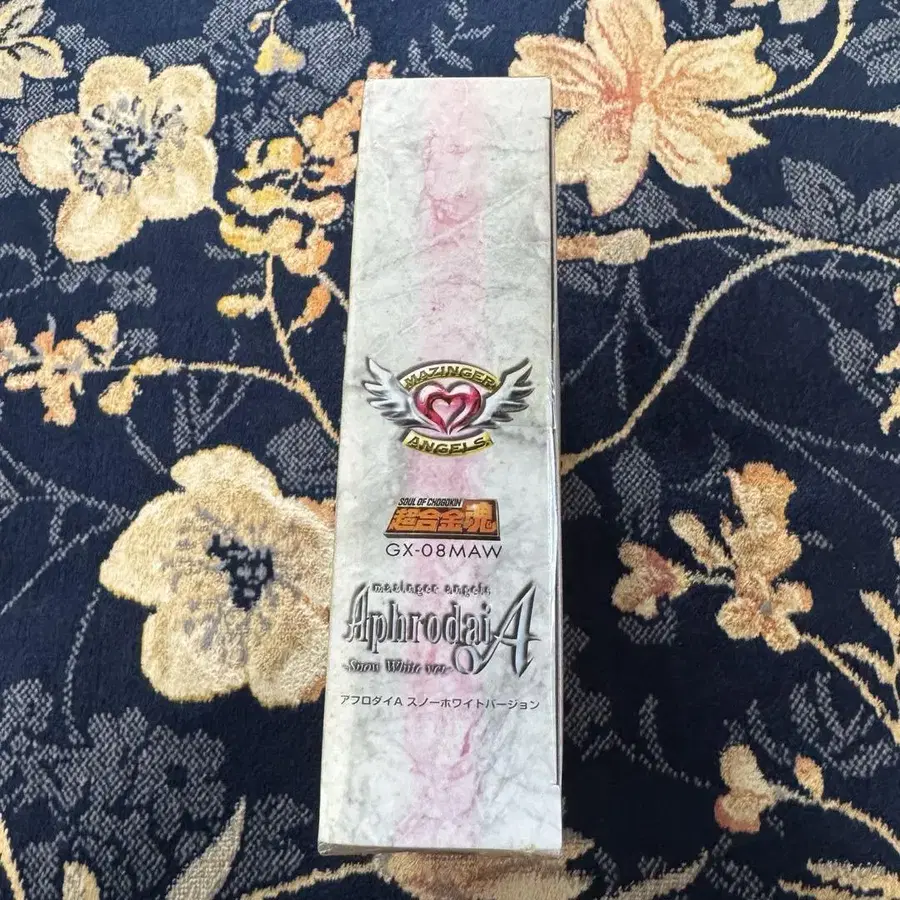 MAZINGER
ANGELS
SOUL OF CHOGOKIN
超合金魂
GX-08MAW
mazinger angels
Aphrodai A
-Snow White ver-
アフロダイA スノーホワイトバージョン